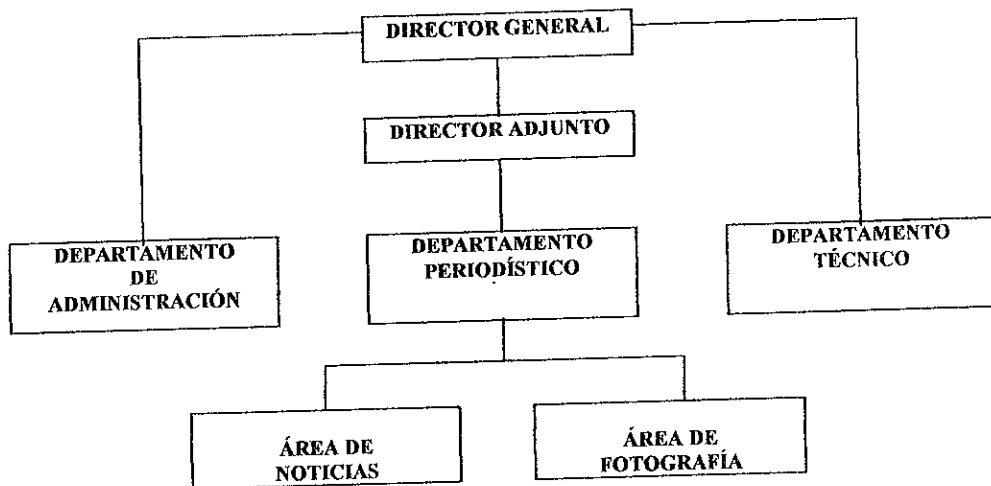 DIRECTOR GENERAL
DIRECTOR ADJUNTO
DEPARTAMENTO
DE
ADMINISTRACIÓN
DEPARTAMENTO
PERIODÍSTICO
DEPARTAMENTO
TÉCNICO
ÁREA DE
NOTICIAS
ÁREA DE
FOTOGRAFÍA